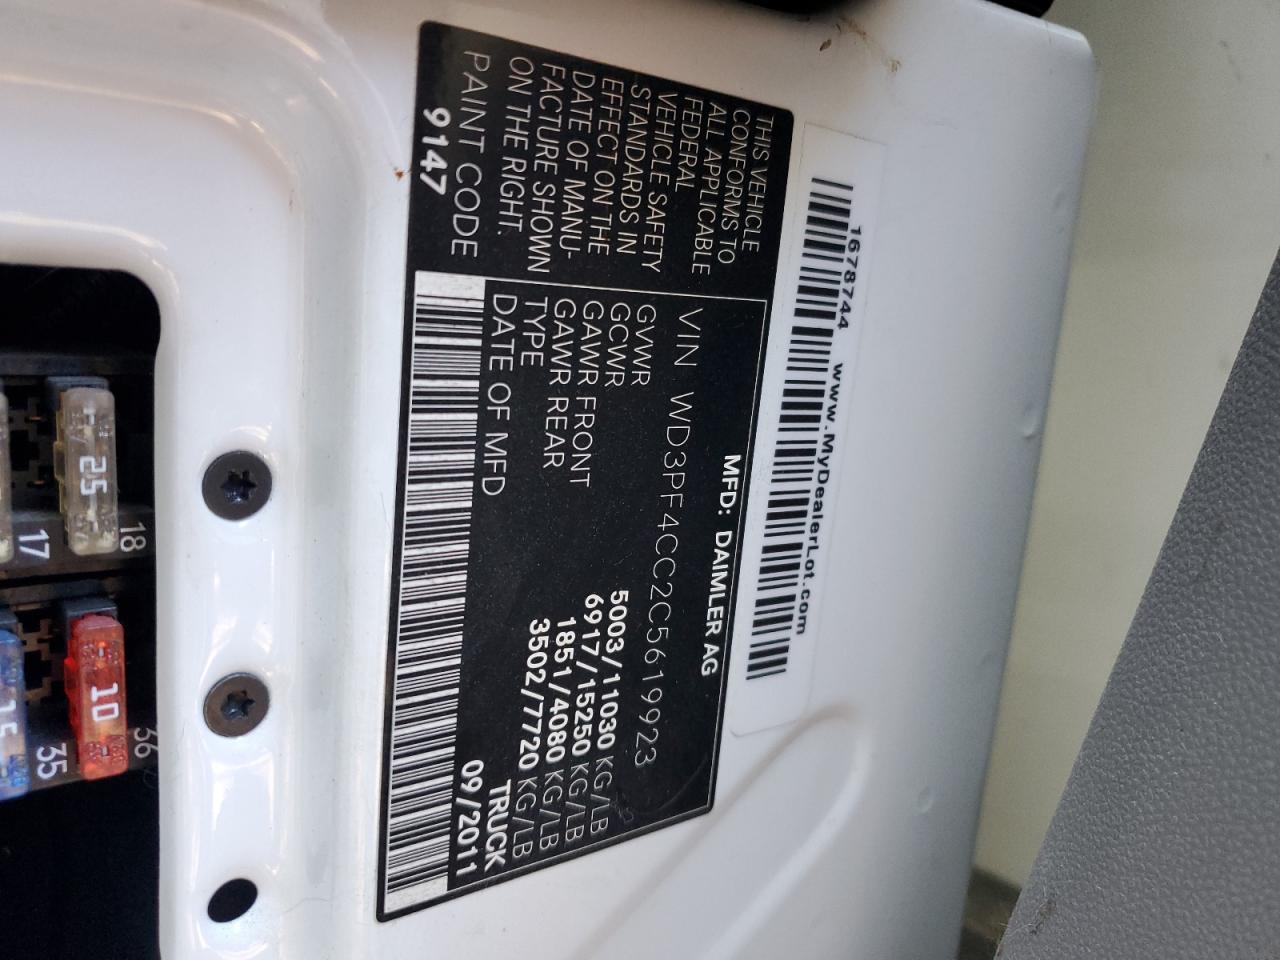 1678744 www.MyDealerLot.com
THIS VEHICLE
CONFORMS TO
ALL APPLICABLE
FEDERAL
VEHICLE SAFETY
STANDARDS IN
EFFECT ON THE
DATE OF MANU-
FACTURE SHOWN
ON THE RIGHT.
PAINT CODE
9147
MFD: DAIMLER AG
VIN WD3PF4CC2C5619923
GVWR 5003/11030 KG/LB
GCWR 6917/15250 KG/LB
GAWR FRONT 1851/4080 KG/LB
GAWR REAR 3502/7720 KG/LB
TYPE TRUCK
DATE OF MFD 09/2011
25
18
17
10
36
35
15